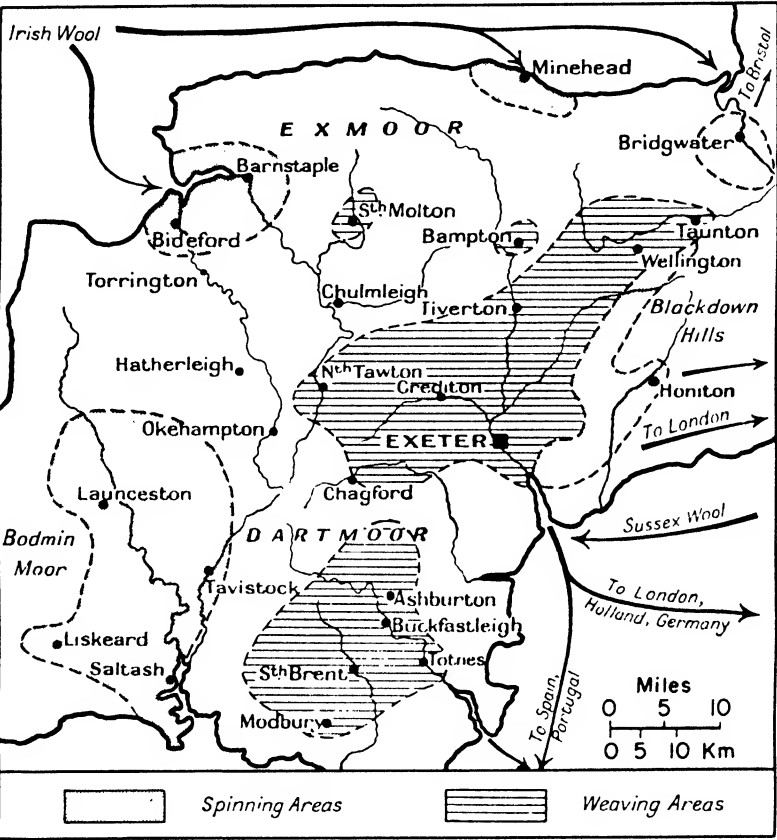 Irish Wool
Minehead
To Bristol
EXMOOR
Bridgwater
Barnstaple
Sth Molton
Bideford
Bampton
Taunton
Wellington
Torrington
Chulmleigh
Tiverton
Blackdown
Hills
Hatherleigh
Nth Tawton
Crediton
Honiton
Okehampton
EXETER
To London
Chagford
Launceston
Sussex Wool
DARTMOOR
Bodmin
Moor
Tavistock
Ashburton
To London,
Holland, Germany
Buckfastleigh
Liskeard
Totnes
Saltash
Sth Brent
Modbury
To Spain,
Portugal
Miles
0 5 10
0 5 10 Km
Spinning Areas
Weaving Areas